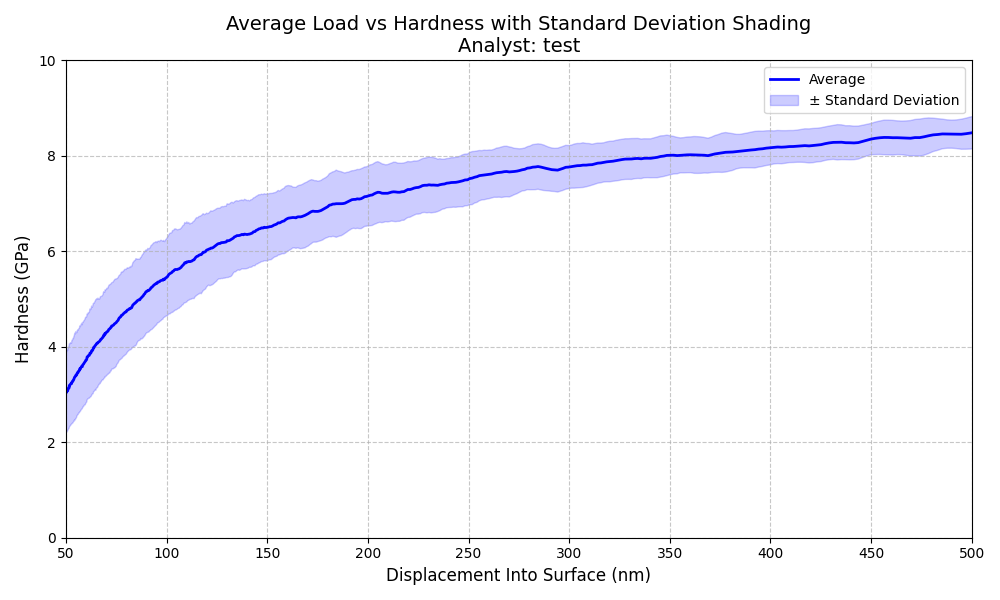 Average Load vs Hardness with Standard Deviation Shading
Analyst: test
Average
± Standard Deviation
Hardness (GPa)
10
8
6
4
2
0
50 100 150 200 250 300 350 400 450 500
Displacement Into Surface (nm)